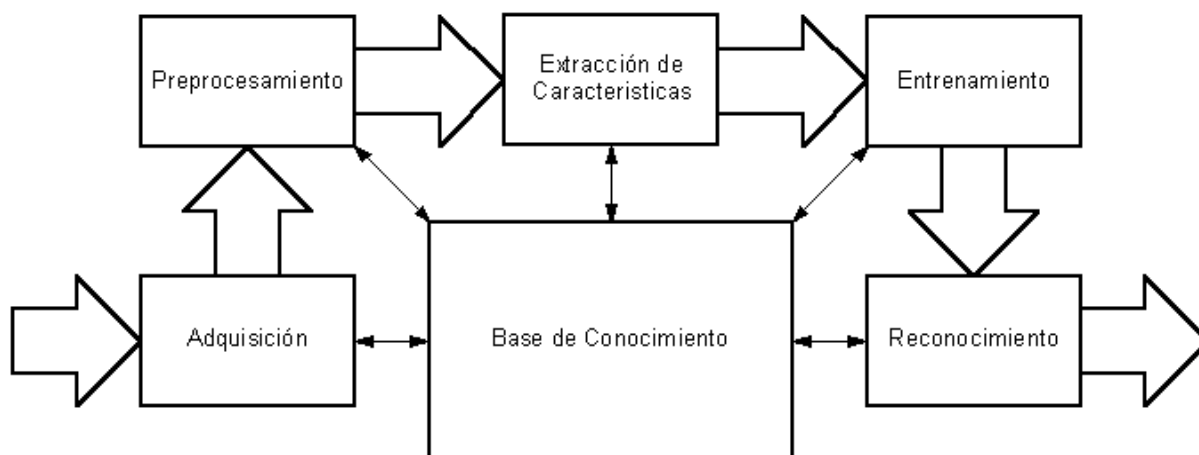 Preprocesamiento
Extracción de
Caracteristicas
Entrenamiento
Adquisición
Base de Conocimiento
Reconocimiento